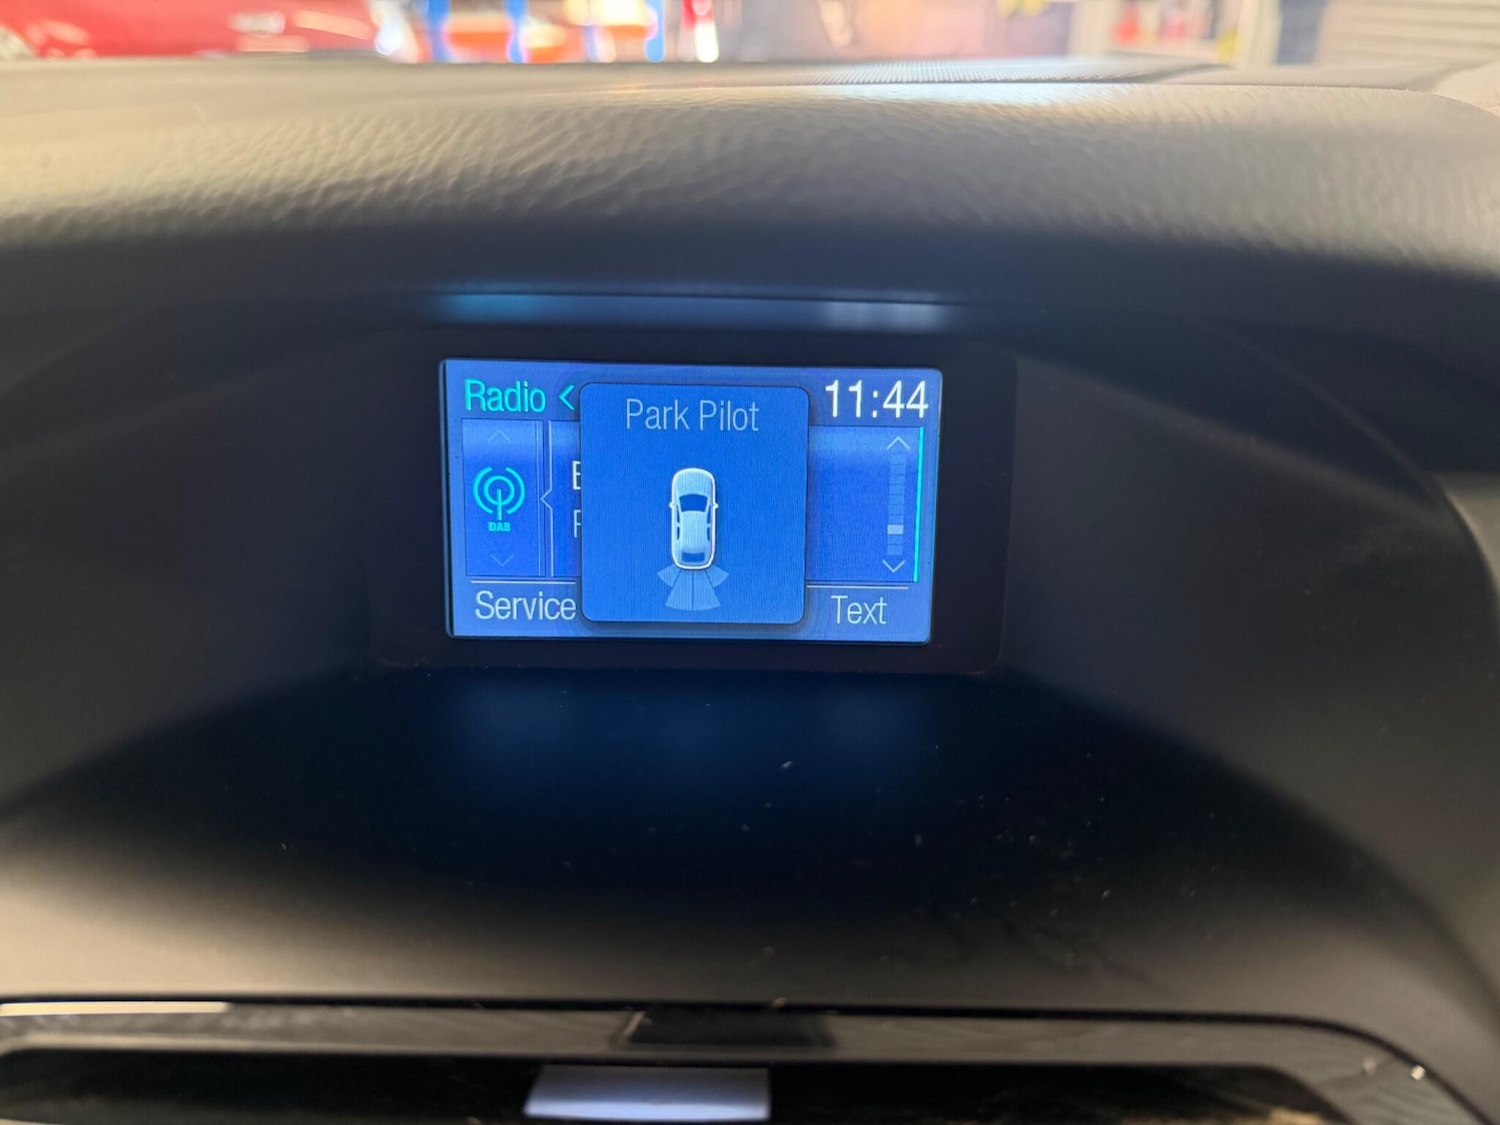 Radio <
Park Pilot
11:44
DAB
Service
Text